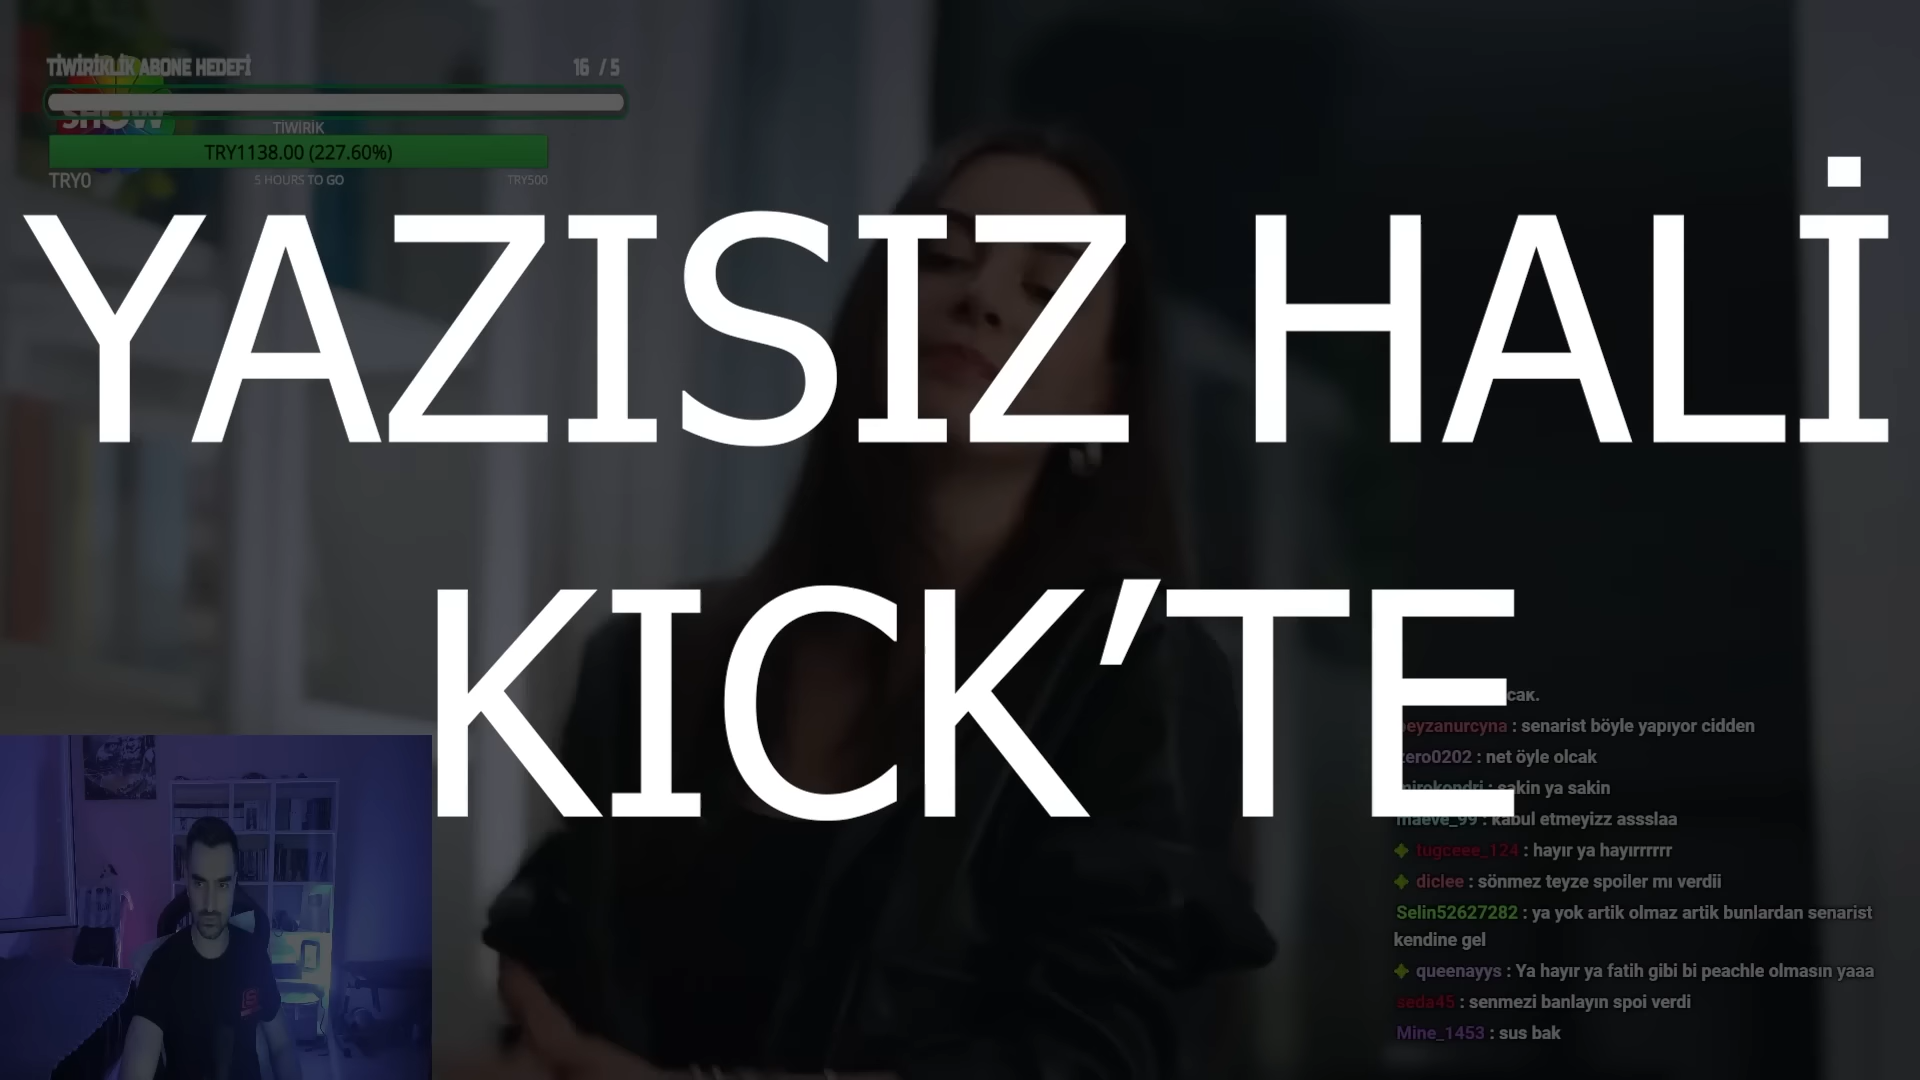 TİWİRİKLİK ABONE HEDEFİ 16 / 5
SHOW
TİWİRİK
TRY1138.00 (227.60%)
TRY0 5 HOURS TO GO TRY500
YAZISIZ HALİ
KICK’TE
beyzanurcyna : senarist böyle yapıyor cidden
zero0202 : net öyle olcak
: sakin ya sakin
maeve_99 : kabul etmeyizz assslaa
tugceee_124 : hayır ya hayırrrrrr
diclee : sönmez teyze spoiler mı verdii
Selin52627282 : ya yok artik olmaz artik bunlardan senarist
kendine gel
queenayys : Ya hayır ya fatih gibi bi peachle olmasın yaaa
seda45 : senmezi banlayın spoi verdi
Mine_1453 : sus bak